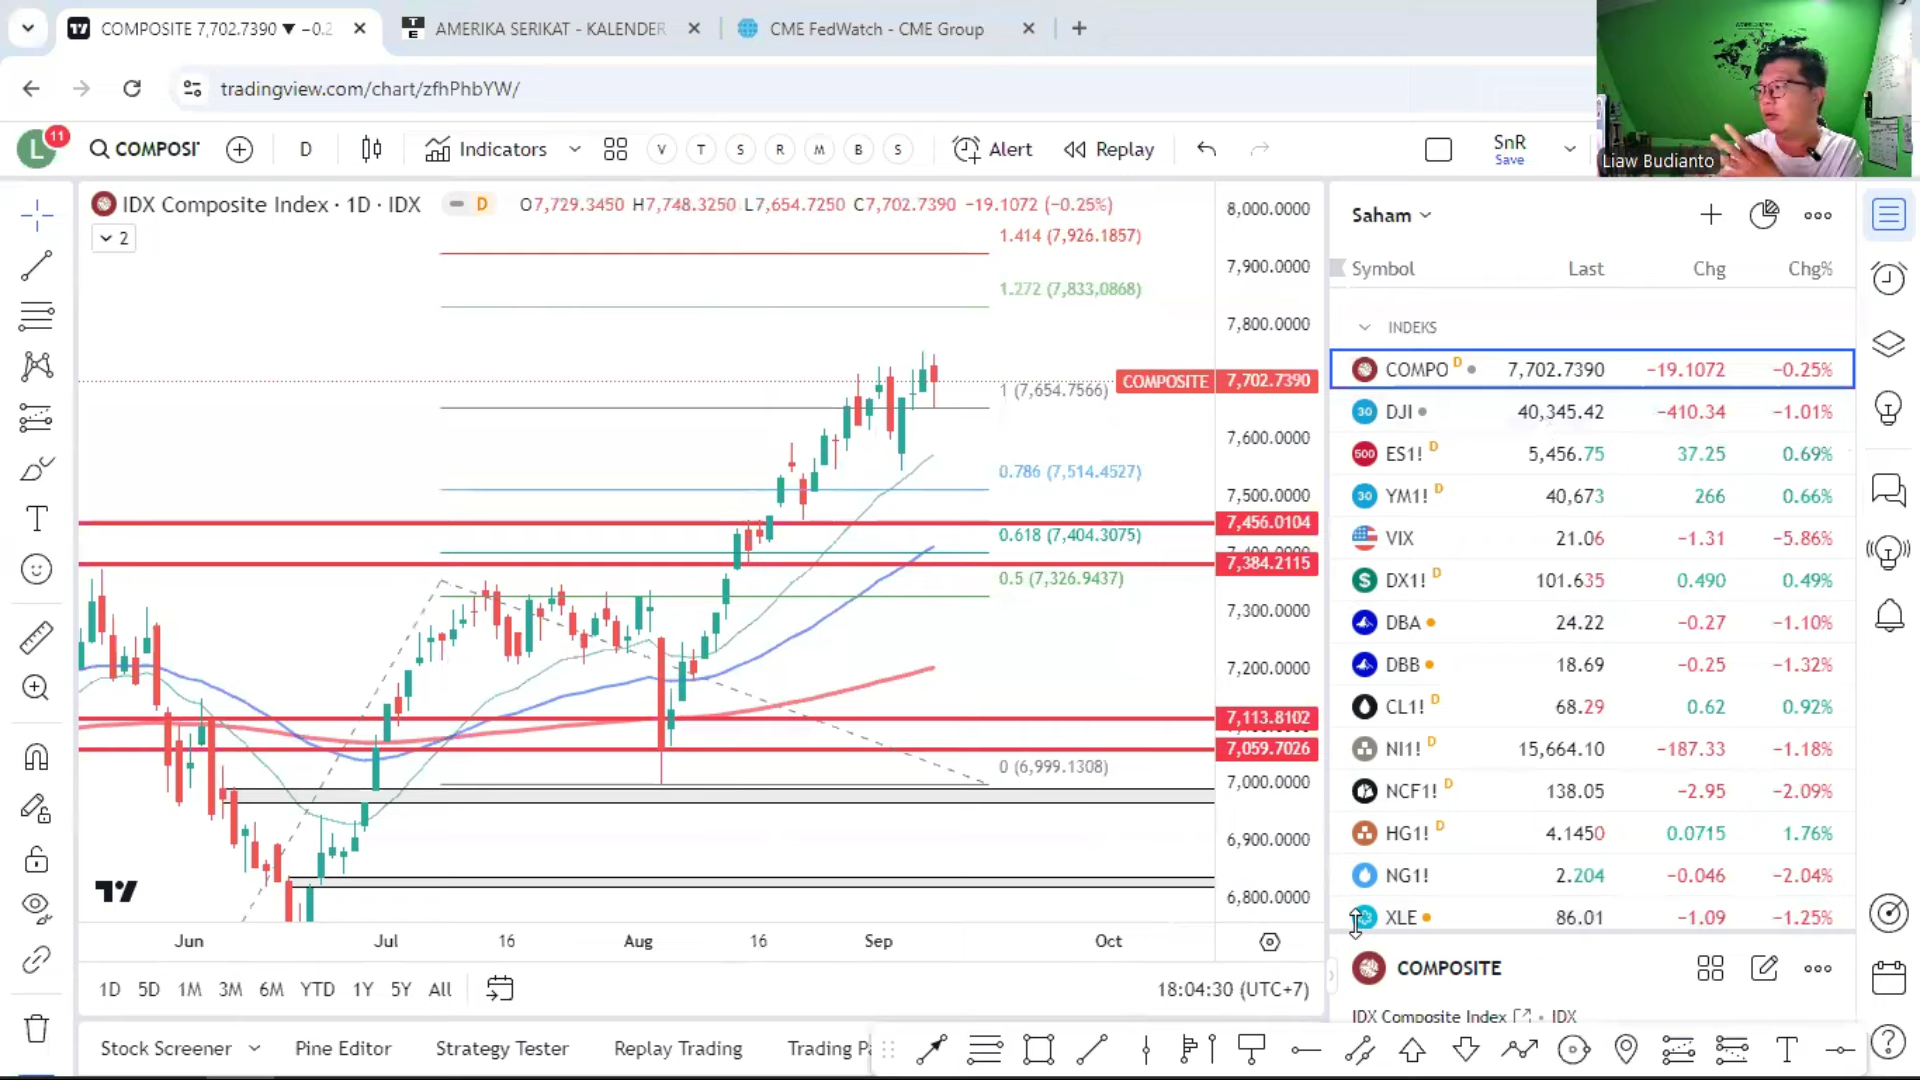 COMPOSITE 7,702.7390 ▼ −0.2
AMERIKA SERIKAT - KALENDER
CME FedWatch - CME Group
tradingview.com/chart/zfhPhbYW/
Liaw Budianto
L
11
COMPOSI
D
Indicators
V
T
S
R
M
B
S
Alert
Replay
SnR
Save
IDX Composite Index · 1D · IDX
D
O7,729.3450 H7,748.3250 L7,654.7250 C7,702.7390 −19.1072 (−0.25%)
2
1.414 (7,926.1857)
1.272 (7,833.0868)
1 (7,654.7566)
0.786 (7,514.4527)
0.618 (7,404.3075)
0.5 (7,326.9437)
0 (6,999.1308)
8,000.0000
7,900.0000
7,800.0000
COMPOSITE
7,702.7390
7,600.0000
7,500.0000
7,456.0104
7,384.2115
7,300.0000
7,200.0000
7,113.8102
7,059.7026
7,000.0000
6,900.0000
6,800.0000
Jun
Jul
16
Aug
16
Sep
Oct
1D
5D
1M
3M
6M
YTD
1Y
5Y
All
18:04:30 (UTC+7)
Stock Screener
Pine Editor
Strategy Tester
Replay Trading
Trading Pa
Saham
Symbol Last Chg Chg%
INDEKS
COMPO D 7,702.7390 −19.1072 −0.25%
30 DJI 40,345.42 −410.34 −1.01%
500 ES1! D 5,456.75 37.25 0.69%
30 YM1! D 40,673 266 0.66%
VIX 21.06 −1.31 −5.86%
DX1! D 101.635 0.490 0.49%
DBA 24.22 −0.27 −1.10%
DBB 18.69 −0.25 −1.32%
CL1! D 68.29 0.62 0.92%
NI1! D 15,664.10 −187.33 −1.18%
NCF1! D 138.05 −2.95 −2.09%
HG1! D 4.1450 0.0715 1.76%
NG1! 2.204 −0.046 −2.04%
XLE 86.01 −1.09 −1.25%
COMPOSITE
IDX Composite Index • IDX